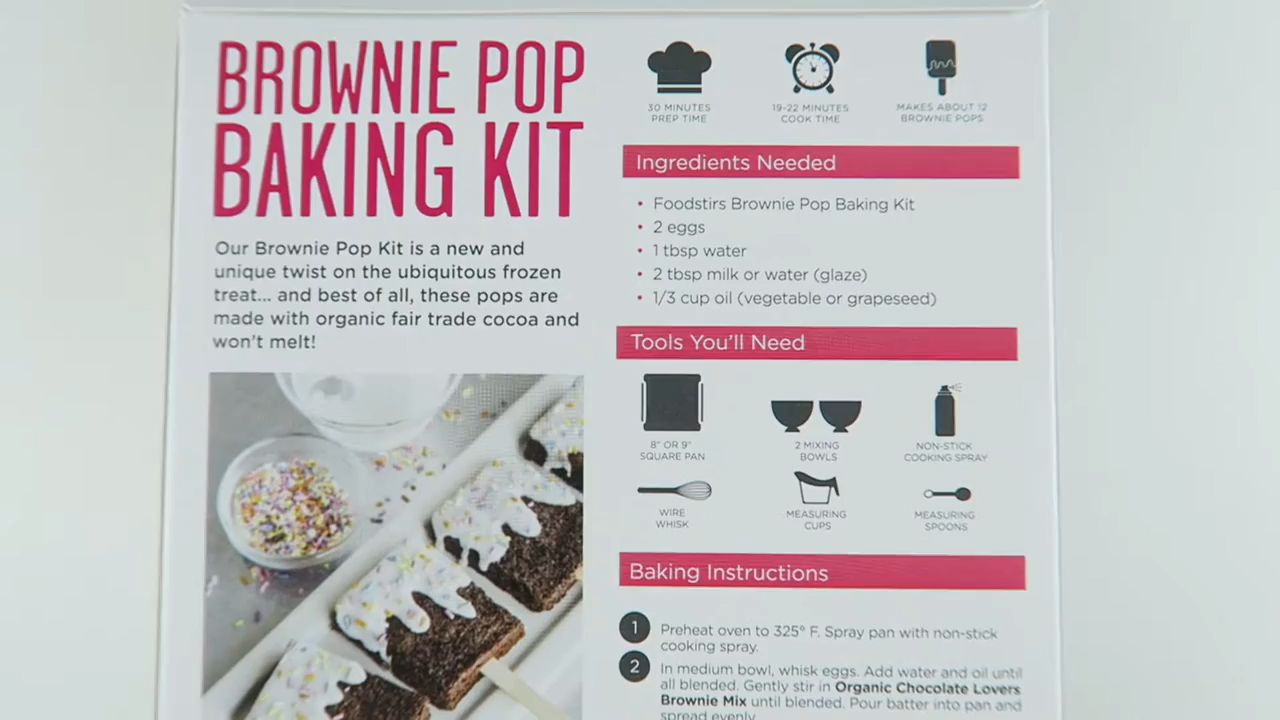 BROWNIE POP
BAKING KIT
Our Brownie Pop Kit is a new and
unique twist on the ubiquitous frozen
treat... and best of all, these pops are
made with organic fair trade cocoa and
won't melt!
30 MINUTES
PREP TIME
19-22 MINUTES
COOK TIME
MAKES ABOUT 12
BROWNIE POPS
Ingredients Needed
• Foodstirs Brownie Pop Baking Kit
• 2 eggs
• 1 tbsp water
• 2 tbsp milk or water (glaze)
• 1/3 cup oil (vegetable or grapeseed)
Tools You'll Need
8" OR 9"
SQUARE PAN
2 MIXING
BOWLS
NON-STICK
COOKING SPRAY
WIRE
WHISK
MEASURING
CUPS
MEASURING
SPOONS
Baking Instructions
1 Preheat oven to 325° F. Spray pan with non-stick
cooking spray.
2 In medium bowl, whisk eggs. Add water and oil until
all blended. Gently stir in Organic Chocolate Lovers
Brownie Mix until blended. Pour batter into pan and
spread evenly.